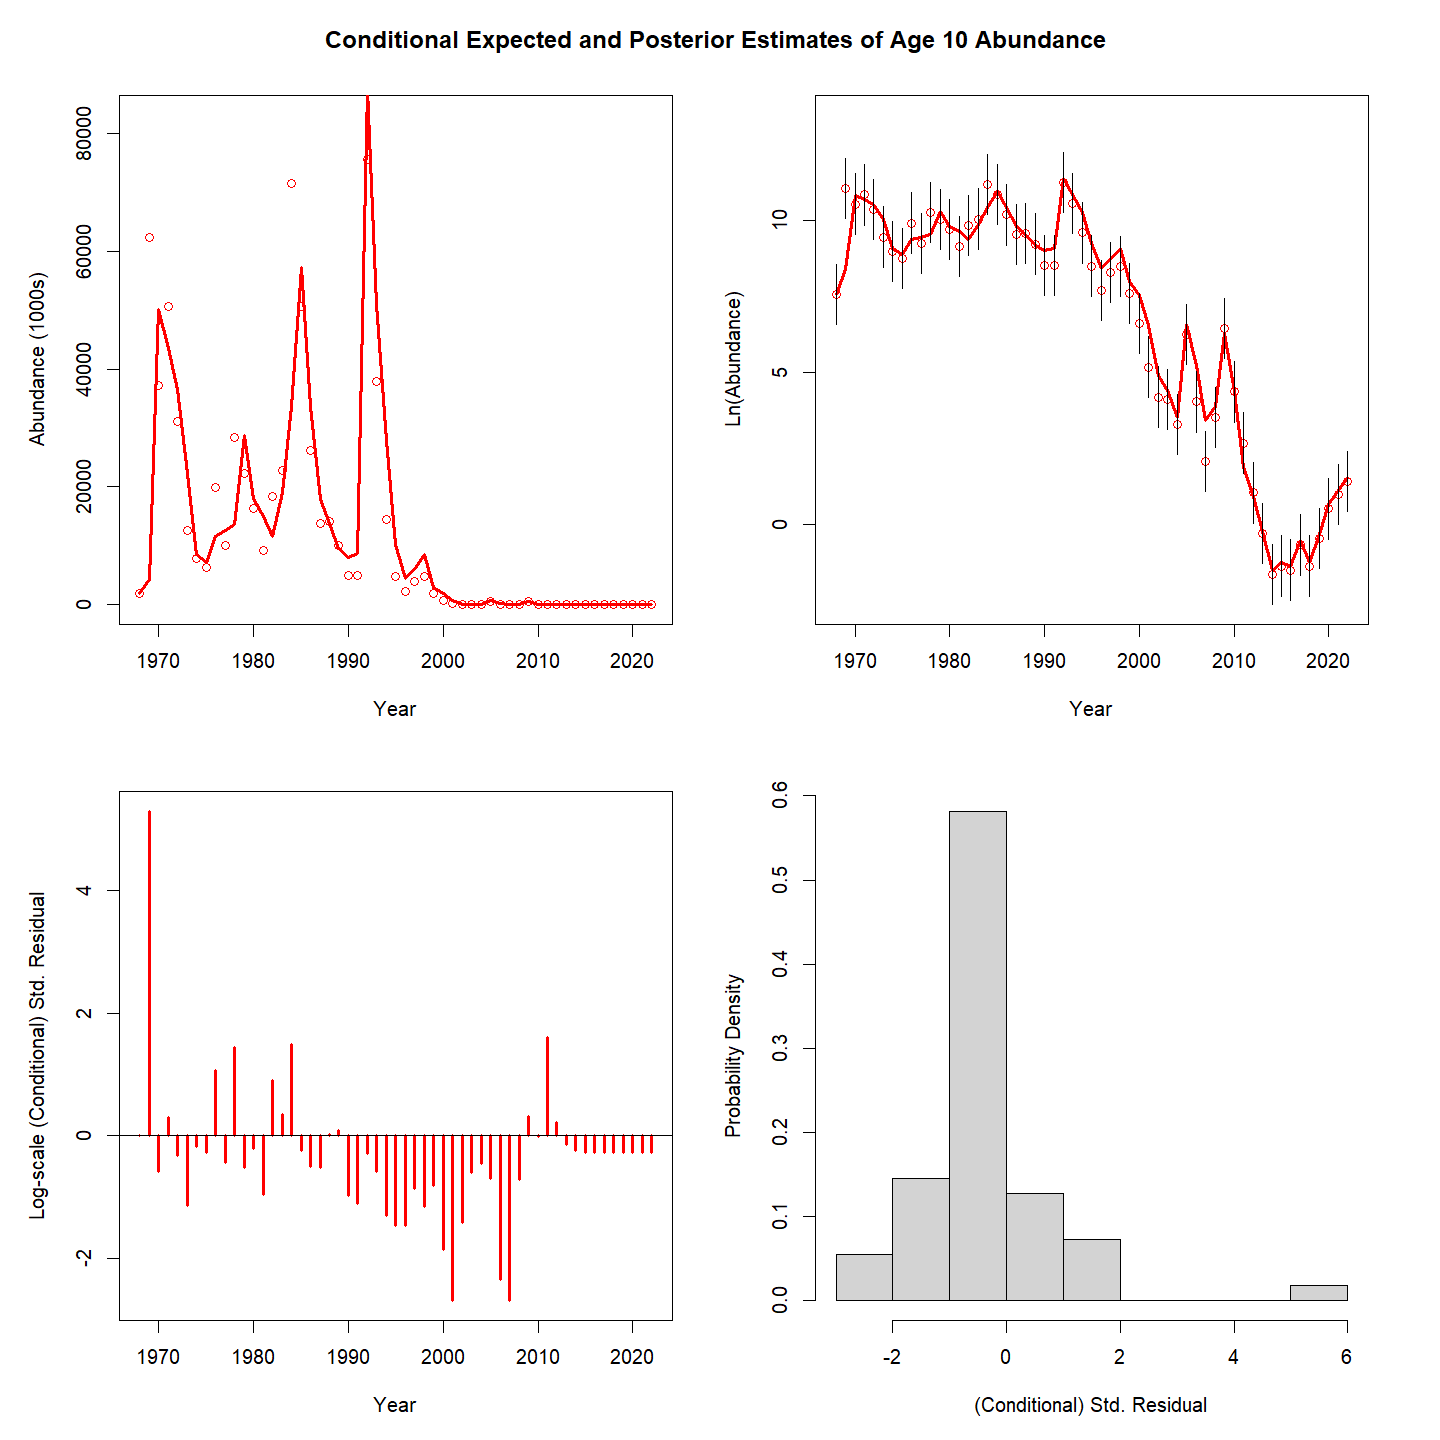 Conditional Expected and Posterior Estimates of Age 10 Abundance
Abundance (1000s)
80000
60000
40000
20000
0
1970 1980 1990 2000 2010 2020
Year
Ln(Abundance)
10
5
0
1970 1980 1990 2000 2010 2020
Year
Log-scale (Conditional) Std. Residual
4
2
0
-2
1970 1980 1990 2000 2010 2020
Year
Probability Density
0.6
0.5
0.4
0.3
0.2
0.1
0.0
-2 0 2 4 6
(Conditional) Std. Residual